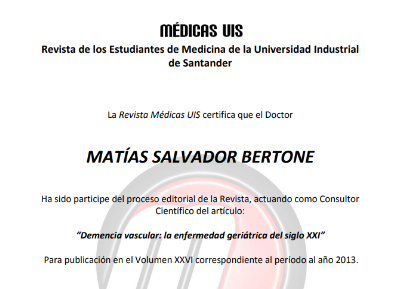 MÉDICAS UIS
Revista de los Estudiantes de Medicina de la Universidad Industrial
de Santander
La Revista Médicas UIS certifica que el Doctor
MATÍAS SALVADOR BERTONE
Ha sido participe del proceso editorial de la Revista, actuando como Consultor
Científico del artículo:
“Demencia vascular: la enfermedad geriátrica del siglo XXI”
Para publicación en el Volumen XXVI correspondiente al período al año 2013.